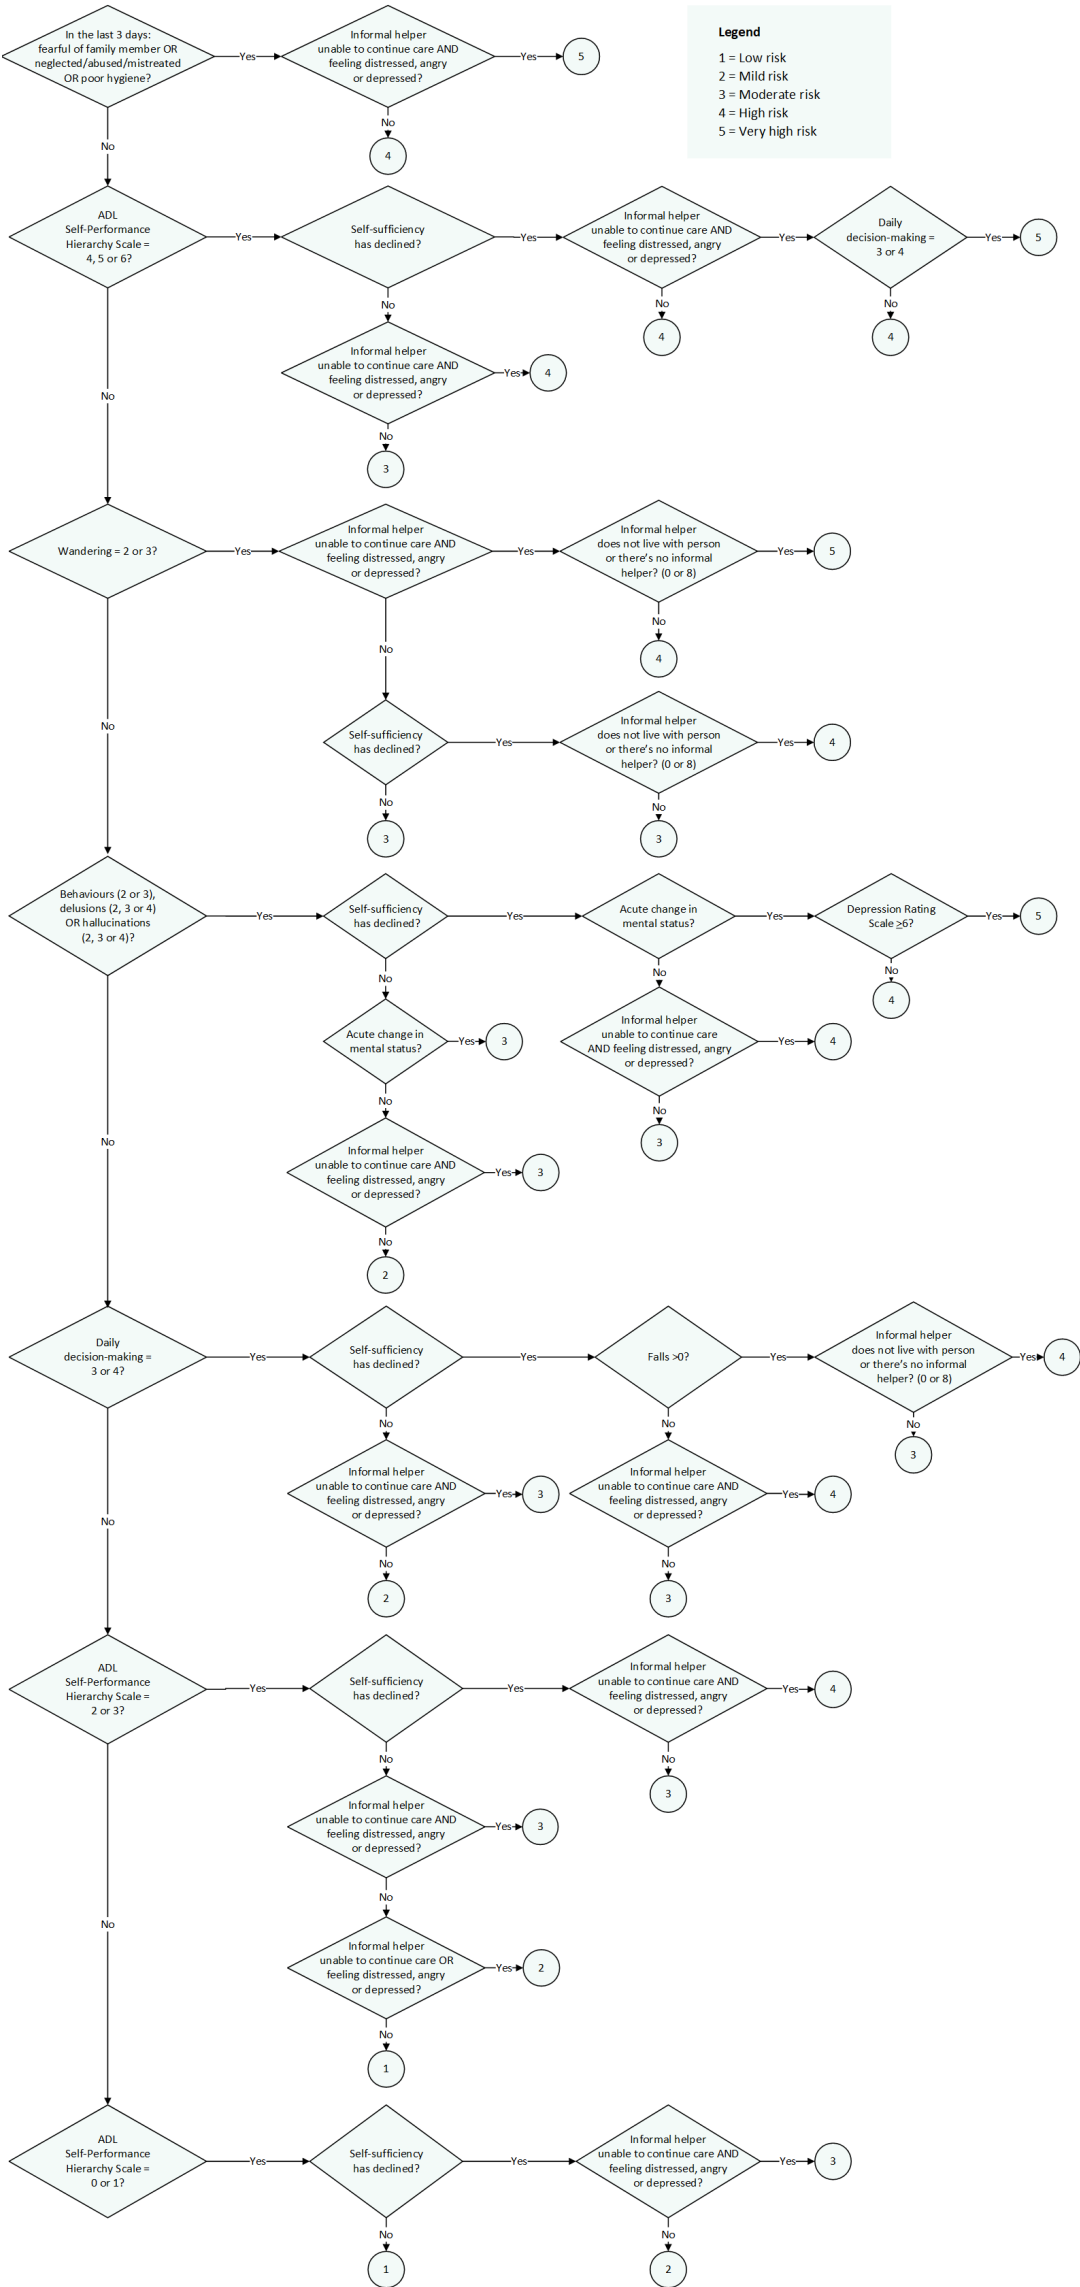 In the last 3 days:
fearful of family member OR
neglected/abused/mistreated
OR poor hygiene?
Yes
Informal helper
unable to continue care AND
feeling distressed, angry
or depressed?
Yes
5
No
4
Legend
1 = Low risk
2 = Mild risk
3 = Moderate risk
4 = High risk
5 = Very high risk
No
ADL
Self-Performance
Hierarchy Scale =
4, 5 or 6?
Yes
Self-sufficiency
has declined?
Yes
Informal helper
unable to continue care AND
feeling distressed, angry
or depressed?
Yes
Daily
decision-making =
3 or 4
Yes
5
No
No
No
4
4
Informal helper
unable to continue care AND
feeling distressed, angry
or depressed?
Yes
4
No
3
No
Wandering = 2 or 3?
Yes
Informal helper
unable to continue care AND
feeling distressed, angry
or depressed?
Yes
Informal helper
does not live with person
or there's no informal
helper? (0 or 8)
Yes
5
No
4
No
Self-sufficiency
has declined?
Yes
Informal helper
does not live with person
or there's no informal
helper? (0 or 8)
Yes
4
No
No
3
3
No
Behaviours (2 or 3),
delusions (2, 3 or 4)
OR hallucinations
(2, 3 or 4)?
Yes
Self-sufficiency
has declined?
Yes
Acute change in
mental status?
Yes
Depression Rating
Scale ≥6?
Yes
5
No
No
No
4
Acute change in
mental status?
Yes
3
Informal helper
unable to continue care
AND feeling distressed, angry
or depressed?
Yes
4
No
No
3
Informal helper
unable to continue care AND
feeling distressed, angry
or depressed?
Yes
3
No
2
No
Daily
decision-making =
3 or 4?
Yes
Self-sufficiency
has declined?
Yes
Falls >0?
Yes
Informal helper
does not live with person
or there's no informal
helper? (0 or 8)
Yes
4
No
No
No
3
Informal helper
unable to continue care AND
feeling distressed, angry
or depressed?
Yes
3
Informal helper
unable to continue care AND
feeling distressed, angry
or depressed?
Yes
4
No
No
2
3
No
ADL
Self-Performance
Hierarchy Scale =
2 or 3?
Yes
Self-sufficiency
has declined?
Yes
Informal helper
unable to continue care AND
feeling distressed, angry
or depressed?
Yes
4
No
No
3
Informal helper
unable to continue care AND
feeling distressed, angry
or depressed?
Yes
3
No
Informal helper
unable to continue care OR
feeling distressed, angry
or depressed?
Yes
2
No
1
No
ADL
Self-Performance
Hierarchy Scale =
0 or 1?
Yes
Self-sufficiency
has declined?
Yes
Informal helper
unable to continue care AND
feeling distressed, angry
or depressed?
Yes
3
No
No
1
2